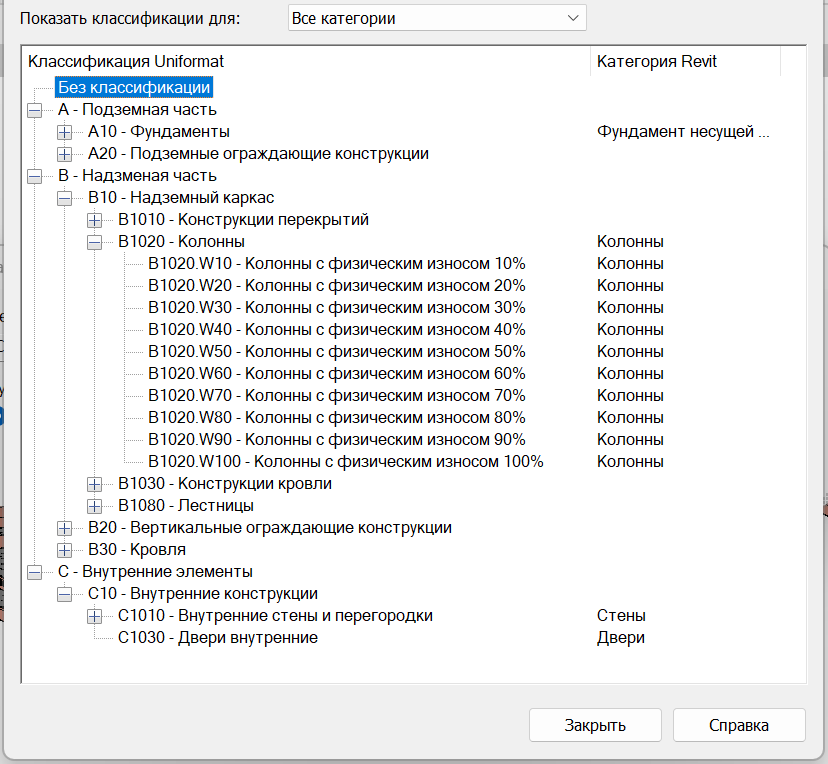 Показать классификации для: Все категории
Классификация Uniformat Категория Revit
Без классификации
A - Подземная часть
A10 - Фундаменты Фундамент несущей ...
A20 - Подземные ограждающие конструкции
B - Надзменая часть
B10 - Надземный каркас
B1010 - Конструкции перекрытий
B1020 - Колонны Колонны
B1020.W10 - Колонны с физическим износом 10% Колонны
B1020.W20 - Колонны с физическим износом 20% Колонны
B1020.W30 - Колонны с физическим износом 30% Колонны
B1020.W40 - Колонны с физическим износом 40% Колонны
B1020.W50 - Колонны с физическим износом 50% Колонны
B1020.W60 - Колонны с физическим износом 60% Колонны
B1020.W70 - Колонны с физическим износом 70% Колонны
B1020.W80 - Колонны с физическим износом 80% Колонны
B1020.W90 - Колонны с физическим износом 90% Колонны
B1020.W100 - Колонны с физическим износом 100% Колонны
B1030 - Конструкции кровли
B1080 - Лестницы
B20 - Вертикальные ограждающие конструкции
B30 - Кровля
C - Внутренние элементы
C10 - Внутренние конструкции
C1010 - Внутренние стены и перегородки Стены
C1030 - Двери внутренние Двери
Закрыть Справка